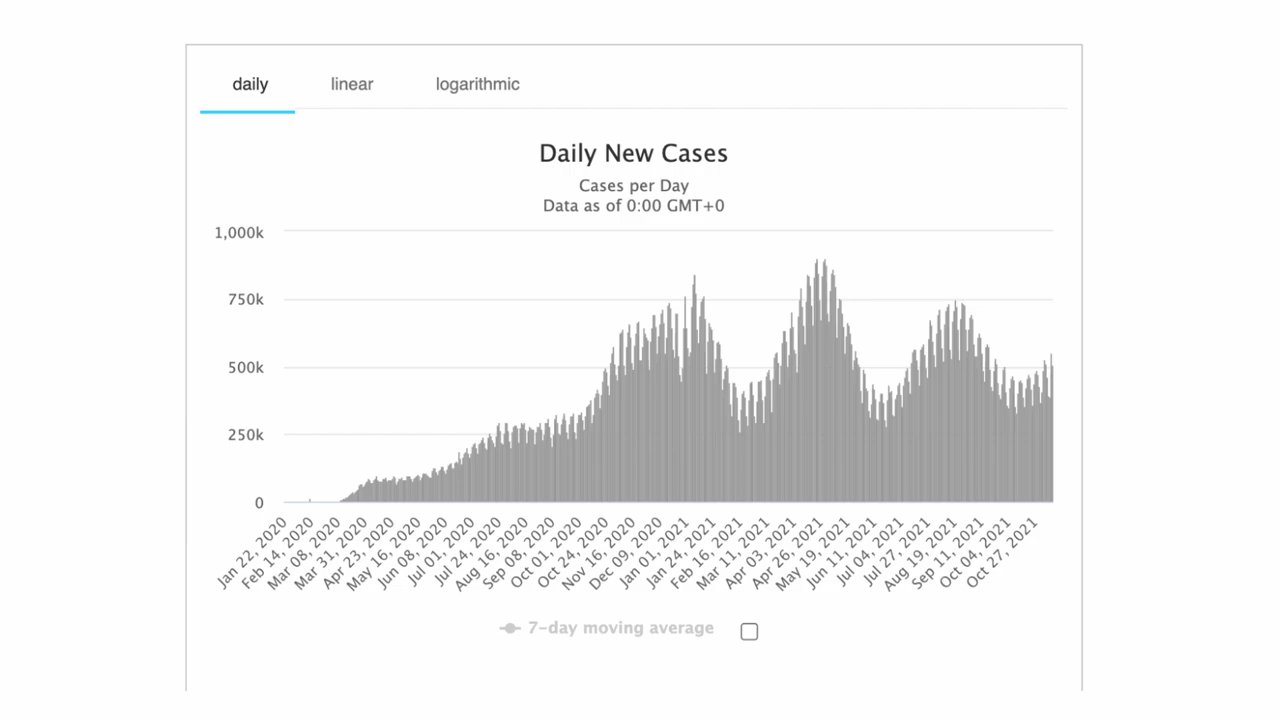 daily linear logarithmic
Daily New Cases
Cases per Day
Data as of 0:00 GMT+0
1,000k
750k
500k
250k
0
Jan 22, 2020
Feb 14, 2020
Mar 08, 2020
Mar 31, 2020
Apr 23, 2020
May 16, 2020
Jun 08, 2020
Jul 01, 2020
Jul 24, 2020
Aug 16, 2020
Sep 08, 2020
Oct 01, 2020
Oct 24, 2020
Nov 16, 2020
Dec 09, 2020
Jan 01, 2021
Jan 24, 2021
Feb 16, 2021
Mar 11, 2021
Apr 03, 2021
Apr 26, 2021
May 19, 2021
Jun 11, 2021
Jul 04, 2021
Jul 27, 2021
Aug 19, 2021
Sep 11, 2021
Oct 04, 2021
Oct 27, 2021
7-day moving average